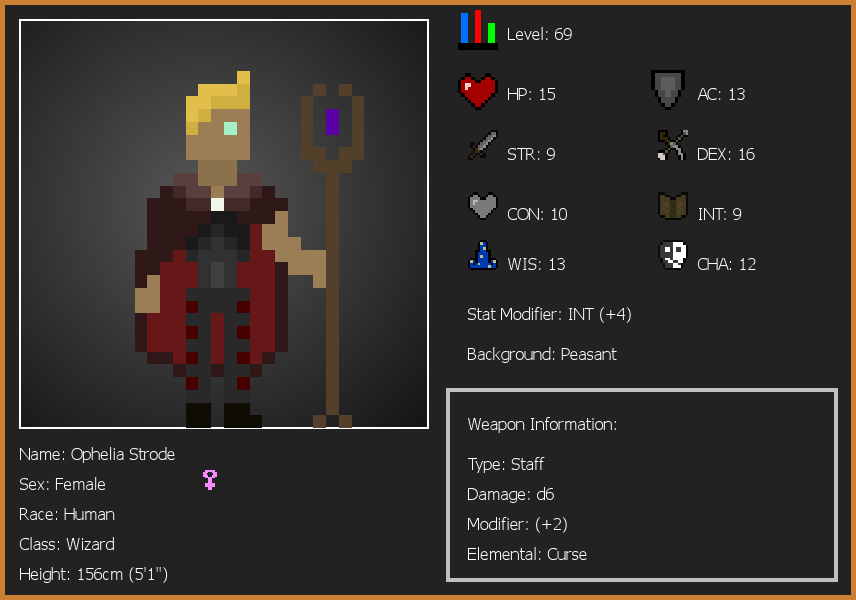 Level: 69
HP: 15
AC: 13
STR: 9
DEX: 16
CON: 10
INT: 9
WIS: 13
CHA: 12
Stat Modifier: INT (+4)
Background: Peasant
Weapon Information:
Type: Staff
Damage: d6
Modifier: (+2)
Elemental: Curse
Name: Ophelia Strode
Sex: Female
Race: Human
Class: Wizard
Height: 156cm (5'1")